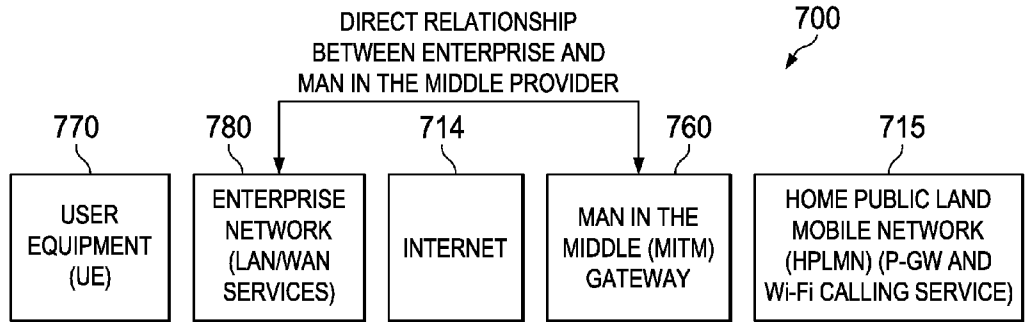 DIRECT RELATIONSHIP
BETWEEN ENTERPRISE AND
MAN IN THE MIDDLE PROVIDER
700
770
780
714
760
715
USER
EQUIPMENT
(UE)
ENTERPRISE
NETWORK
(LAN/WAN
SERVICES)
INTERNET
MAN IN THE
MIDDLE (MITM)
GATEWAY
HOME PUBLIC LAND
MOBILE NETWORK
(HPLMN) (P-GW AND
Wi-Fi CALLING SERVICE)